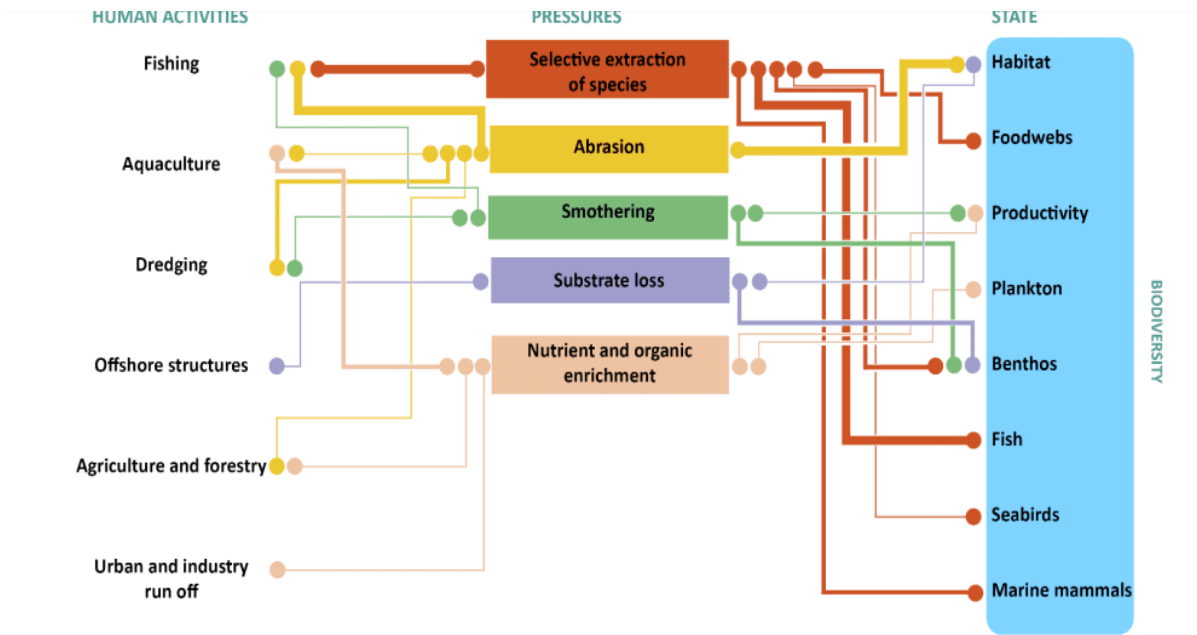 HUMAN ACTIVITIES
PRESSURES
STATE
Fishing
Aquaculture
Dredging
Offshore structures
Agriculture and forestry
Urban and industry
run off
Selective extraction
of species
Abrasion
Smothering
Substrate loss
Nutrient and organic
enrichment
Habitat
Foodwebs
Productivity
Plankton
Benthos
Fish
Seabirds
Marine mammals
BIODIVERSITY